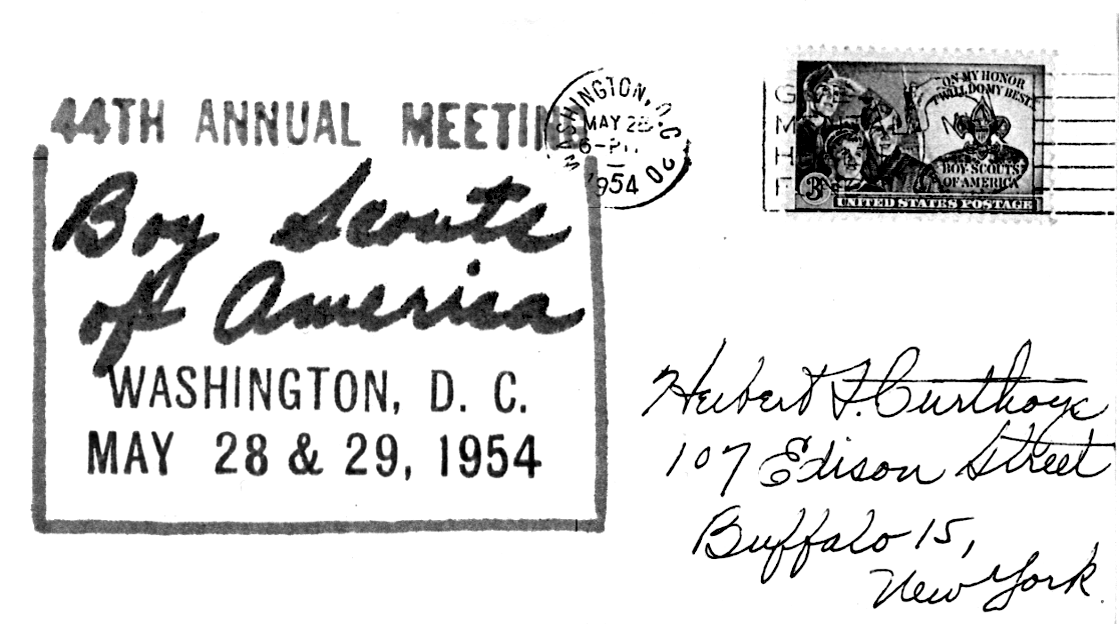 44TH ANNUAL MEETIN
Boy Scouts
of America
WASHINGTON, D. C.
MAY 28 & 29, 1954
WASHINGTON, D.C. 20
MAY 28
1954
ON MY HONOR
I WILL DO MY BEST
BOY SCOUTS
OF AMERICA
3¢
UNITED STATES POSTAGE
Herbert F. Curthoys
107 Edison Street
Buffalo 15,
New York.